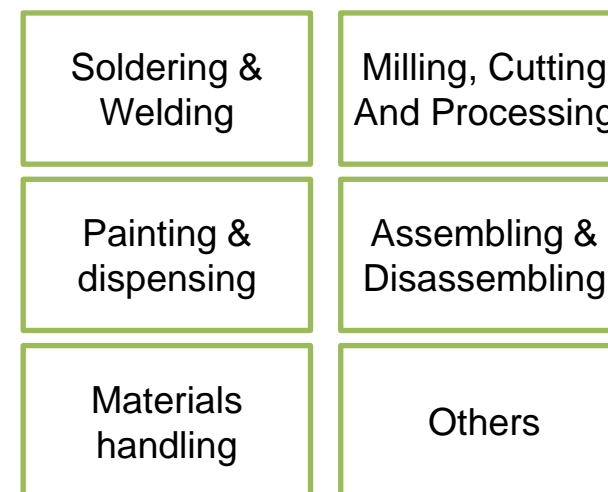 Soldering &
Welding
Milling, Cutting
And Processing
Painting &
dispensing
Assembling &
Disassembling
Materials
handling
Others